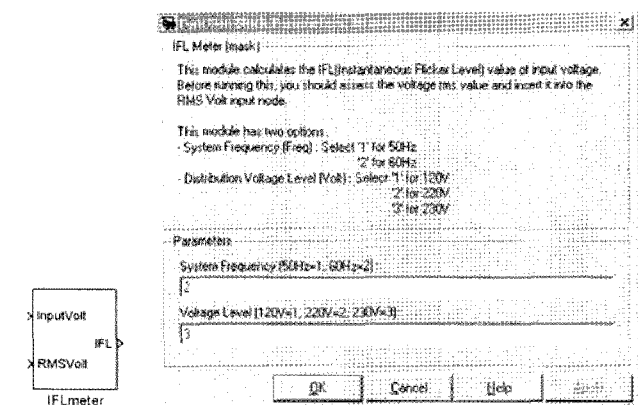 IFL Meter (mask)
This module calculates the IFL(Instantaneous Flicker Level) value of input voltage.
Before running this, you should assess the voltage rms value and insert it into the
RMS Volt input node.
This module has two options.
- System Frequency (Freq) : Select '1' for 50Hz
'2' for 60Hz
- Distribution Voltage Level (Volt) : Select '1' for 120V
'2' for 220V
'3' for 230V
Parameters
System Frequency (50Hz=1, 60Hz=2)
2
Voltage Level (120V=1, 220V=2, 230V=3)
3
OK Cancel Help
InputVolt
IFL
RMSVolt
IFLmeter